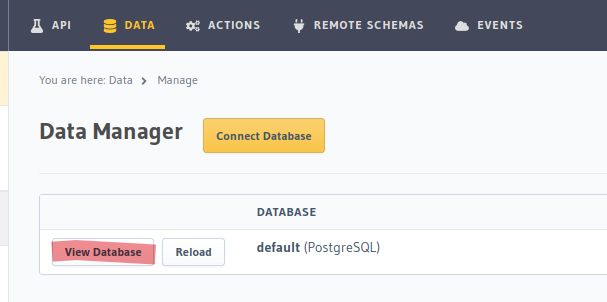 API DATA ACTIONS REMOTE SCHEMAS EVENTS
You are here: Data > Manage
Data Manager Connect Database
DATABASE
View Database Reload default (PostgreSQL)